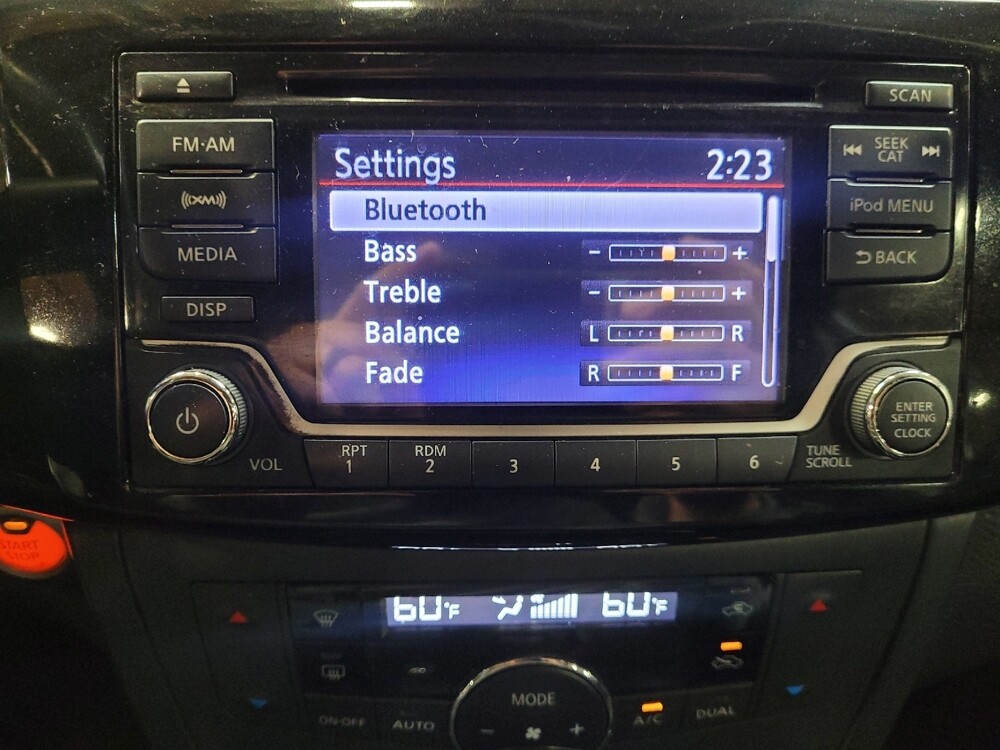 SCAN
FM·AM
SEEK
CAT
Settings 2:23
XM
iPod MENU
Bluetooth
MEDIA
BACK
Bass - +
Treble - +
DISP
Balance L R
Fade R F
ENTER
SETTING
CLOCK
VOL
RPT
1
RDM
2
3
4
5
6
TUNE
SCROLL
START
STOP
60°F 60°F
MODE
- +
ON·OFF
AUTO
A/C
DUAL